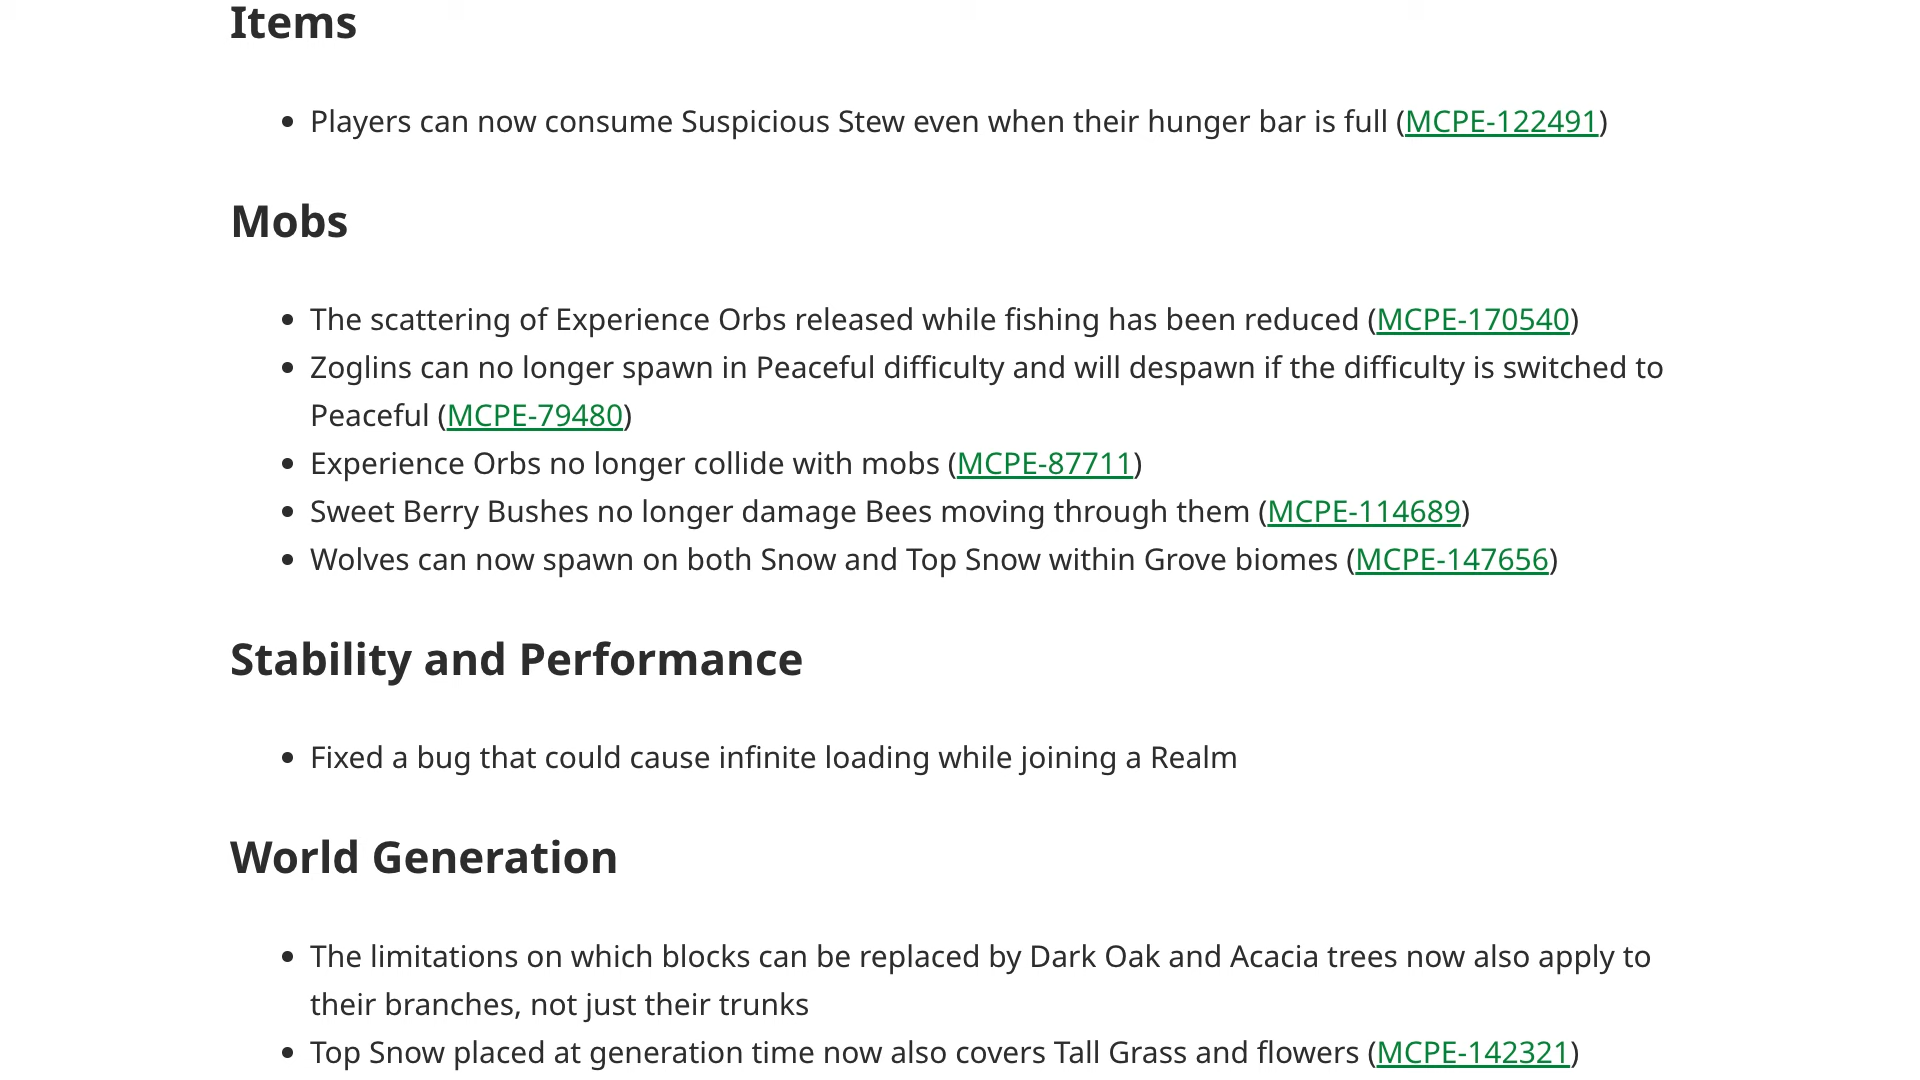 Items
• Players can now consume Suspicious Stew even when their hunger bar is full (MCPE-122491)
Mobs
• The scattering of Experience Orbs released while fishing has been reduced (MCPE-170540)
• Zoglins can no longer spawn in Peaceful difficulty and will despawn if the difficulty is switched to
Peaceful (MCPE-79480)
• Experience Orbs no longer collide with mobs (MCPE-87711)
• Sweet Berry Bushes no longer damage Bees moving through them (MCPE-114689)
• Wolves can now spawn on both Snow and Top Snow within Grove biomes (MCPE-147656)
Stability and Performance
• Fixed a bug that could cause infinite loading while joining a Realm
World Generation
• The limitations on which blocks can be replaced by Dark Oak and Acacia trees now also apply to
their branches, not just their trunks
• Top Snow placed at generation time now also covers Tall Grass and flowers (MCPE-142321)